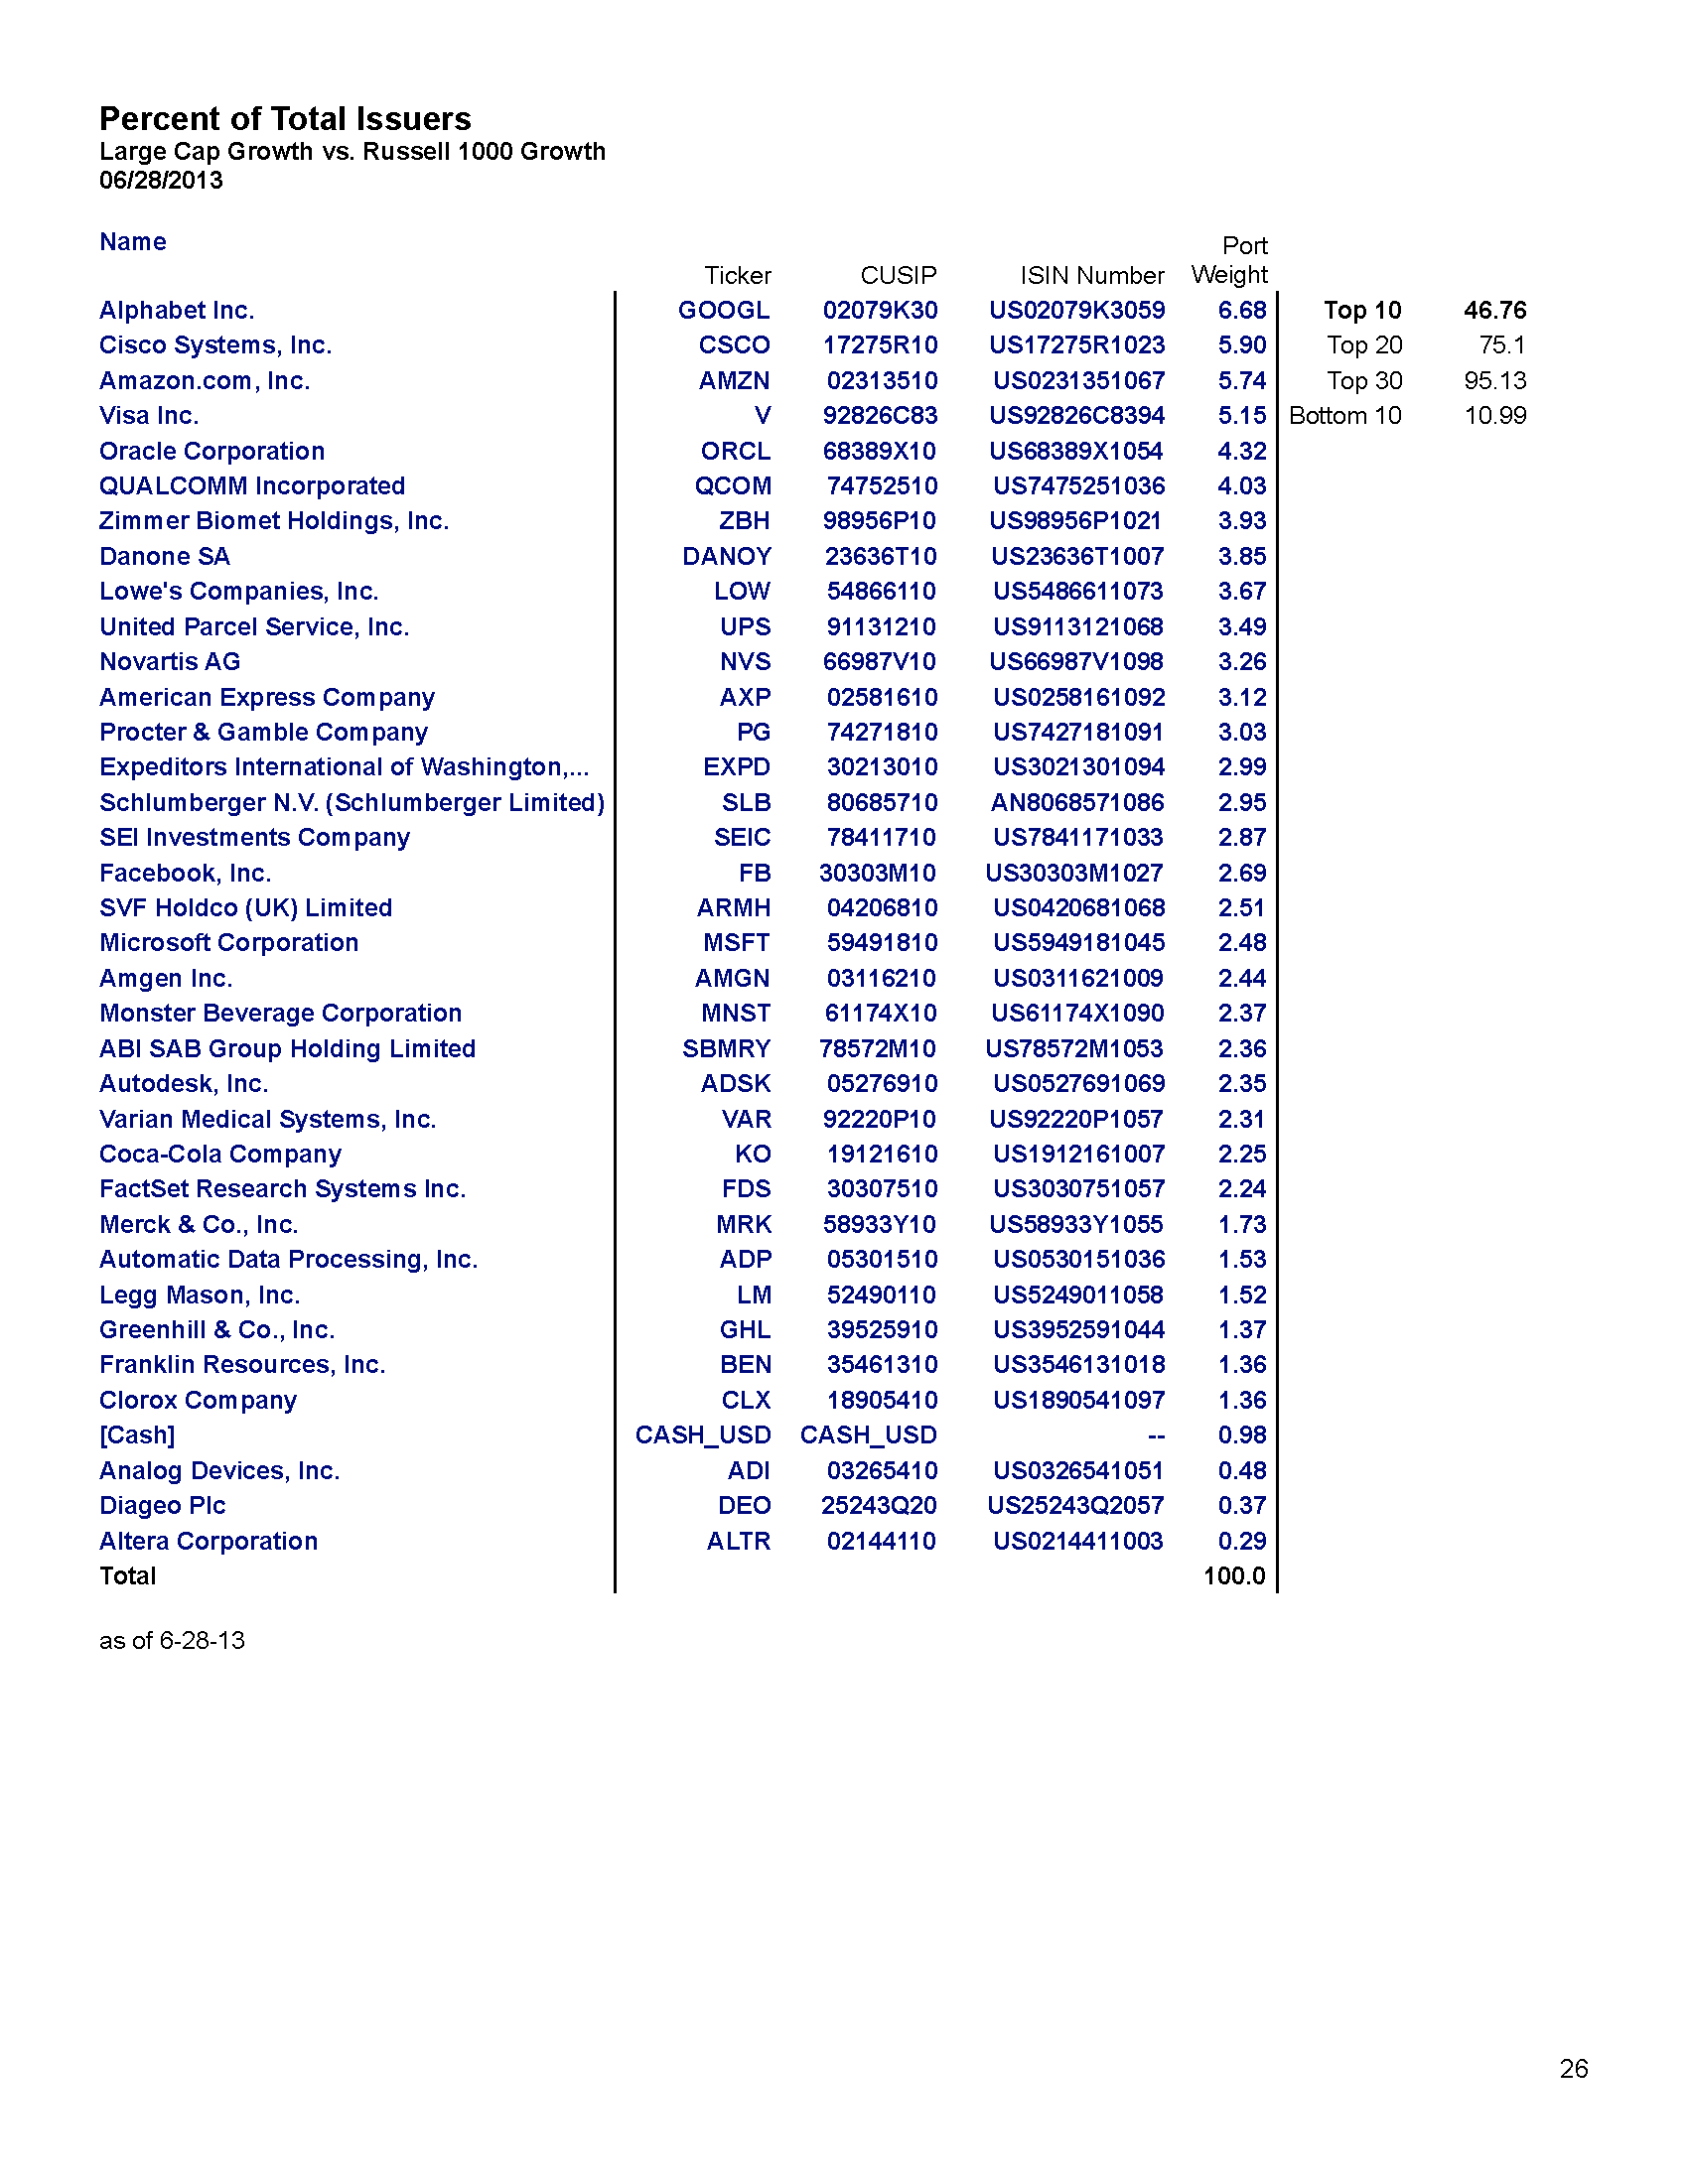 Percent of Total Issuers
Large Cap Growth vs. Russell 1000 Growth
06/28/2013
Name Ticker CUSIP ISIN Number Port Weight
Alphabet Inc. GOOGL 02079K30 US02079K3059 6.68 Top 10 46.76
Cisco Systems, Inc. CSCO 17275R10 US17275R1023 5.90 Top 20 75.1
Amazon.com, Inc. AMZN 02313510 US0231351067 5.74 Top 30 95.13
Visa Inc. V 92826C83 US92826C8394 5.15 Bottom 10 10.99
Oracle Corporation ORCL 68389X10 US68389X1054 4.32
QUALCOMM Incorporated QCOM 74752510 US7475251036 4.03
Zimmer Biomet Holdings, Inc. ZBH 98956P10 US98956P1021 3.93
Danone SA DANOY 23636T10 US23636T1007 3.85
Lowe's Companies, Inc. LOW 54866110 US5486611073 3.67
United Parcel Service, Inc. UPS 91131210 US9113121068 3.49
Novartis AG NVS 66987V10 US66987V1098 3.26
American Express Company AXP 02581610 US0258161092 3.12
Procter & Gamble Company PG 74271810 US7427181091 3.03
Expeditors International of Washington,... EXPD 30213010 US3021301094 2.99
Schlumberger N.V. (Schlumberger Limited) SLB 80685710 AN8068571086 2.95
SEI Investments Company SEIC 78411710 US7841171033 2.87
Facebook, Inc. FB 30303M10 US30303M1027 2.69
SVF Holdco (UK) Limited ARMH 04206810 US0420681068 2.51
Microsoft Corporation MSFT 59491810 US5949181045 2.48
Amgen Inc. AMGN 03116210 US0311621009 2.44
Monster Beverage Corporation MNST 61174X10 US61174X1090 2.37
ABI SAB Group Holding Limited SBMRY 78572M10 US78572M1053 2.36
Autodesk, Inc. ADSK 05276910 US0527691069 2.35
Varian Medical Systems, Inc. VAR 92220P10 US92220P1057 2.31
Coca-Cola Company KO 19121610 US1912161007 2.25
FactSet Research Systems Inc. FDS 30307510 US3030751057 2.24
Merck & Co., Inc. MRK 58933Y10 US58933Y1055 1.73
Automatic Data Processing, Inc. ADP 05301510 US0530151036 1.53
Legg Mason, Inc. LM 52490110 US5249011058 1.52
Greenhill & Co., Inc. GHL 39525910 US3952591044 1.37
Franklin Resources, Inc. BEN 35461310 US3546131018 1.36
Clorox Company CLX 18905410 US1890541097 1.36
[Cash] CASH_USD CASH_USD -- 0.98
Analog Devices, Inc. ADI 03265410 US0326541051 0.48
Diageo Plc DEO 25243Q20 US25243Q2057 0.37
Altera Corporation ALTR 02144110 US0214411003 0.29
Total 100.0
as of 6-28-13
26